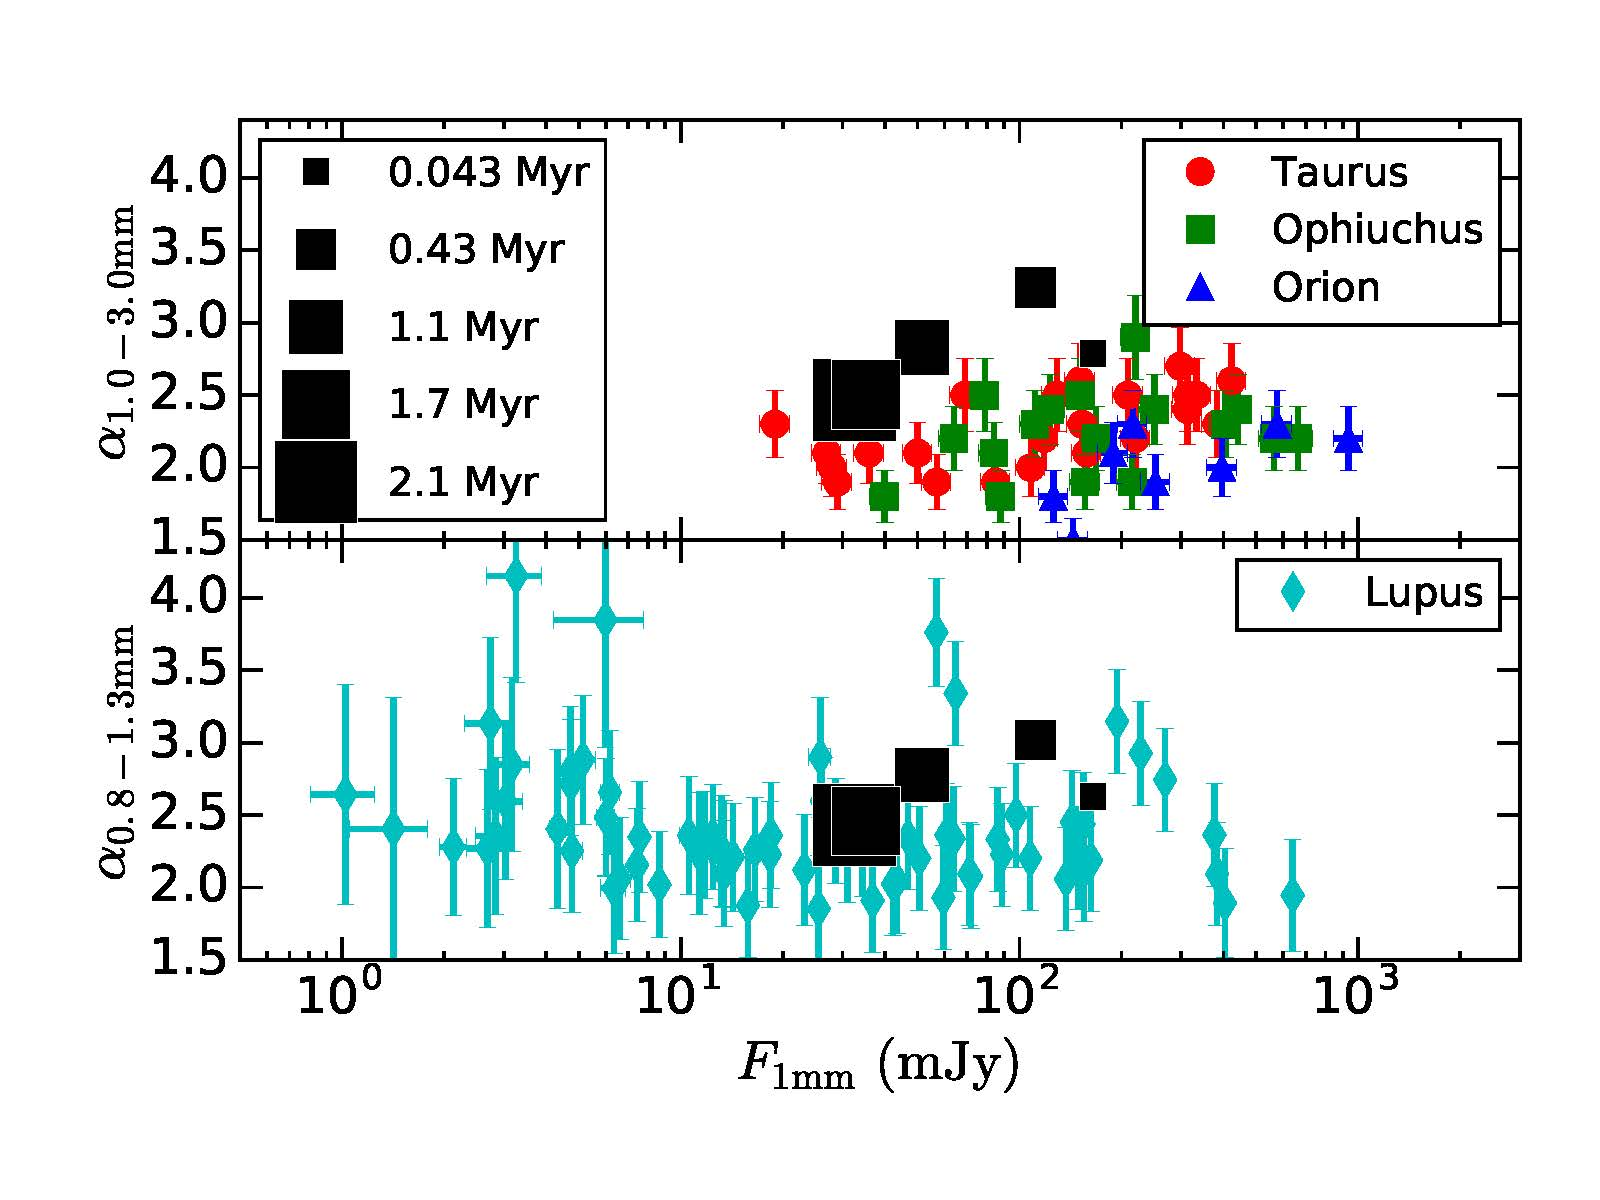 α1.0−3.0mm
4.0
3.5
3.0
2.5
2.0
1.5
0.043 Myr
0.43 Myr
1.1 Myr
1.7 Myr
2.1 Myr
Taurus
Ophiuchus
Orion
α0.8−1.3mm
4.0
3.5
3.0
2.5
2.0
1.5
Lupus
10^0 10^1 10^2 10^3
F1mm (mJy)